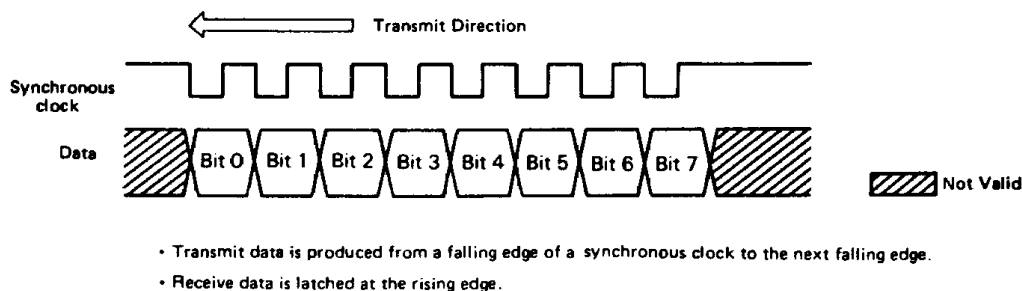 Transmit Direction
Synchronous
clock
Data
Bit 0 Bit 1 Bit 2 Bit 3 Bit 4 Bit 5 Bit 6 Bit 7
Not Valid
• Transmit data is produced from a falling edge of a synchronous clock to the next falling edge.
• Receive data is latched at the rising edge.